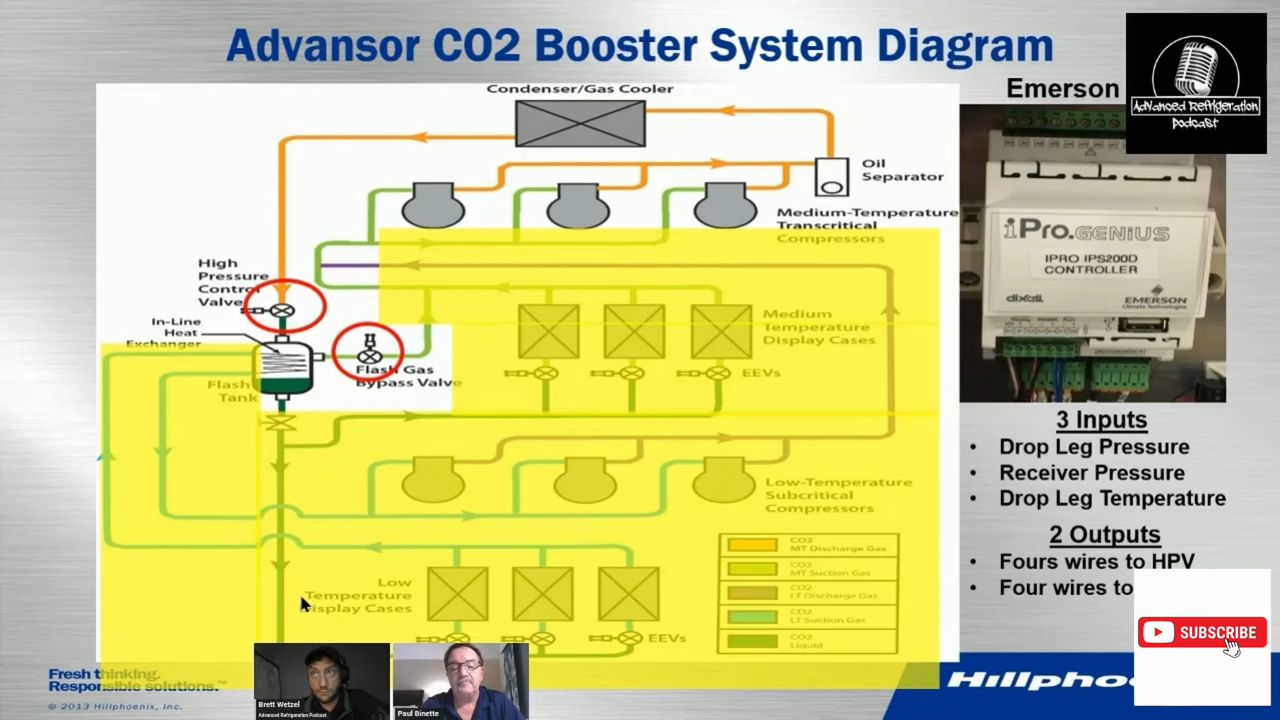 Advansor CO2 Booster System Diagram
Advanced Refrigeration
Podcast
Condenser/Gas Cooler
Emerson
Oil
Separator
Medium-Temperature
Transcritical
Compressors
High
Pressure
Control
Valve
In-Line
Heat
Exchanger
Flash Gas
Bypass Valve
Flash
Tank
Medium
Temperature
Display Cases
EEVs
Low-Temperature
Subcritical
Compressors
CO2
MT Discharge Gas
CO2
MT Suction Gas
CO2
LT Discharge Gas
CO2
LT Suction Gas
CO2
Liquid
Low
Temperature
Display Cases
EEVs
iPro.GENIUS
IPRO IPS200D
CONTROLLER
dixell
EMERSON
Climate Technologies
3 Inputs
• Drop Leg Pressure
• Receiver Pressure
• Drop Leg Temperature
2 Outputs
• Fours wires to HPV
• Four wires to
SUBSCRIBE
Fresh thinking.
Responsible solutions.™
© 2013 Hillphoenix, Inc.
Brett Wetzel
Advanced Refrigeration Podcast
Paul Binette
Hillpho